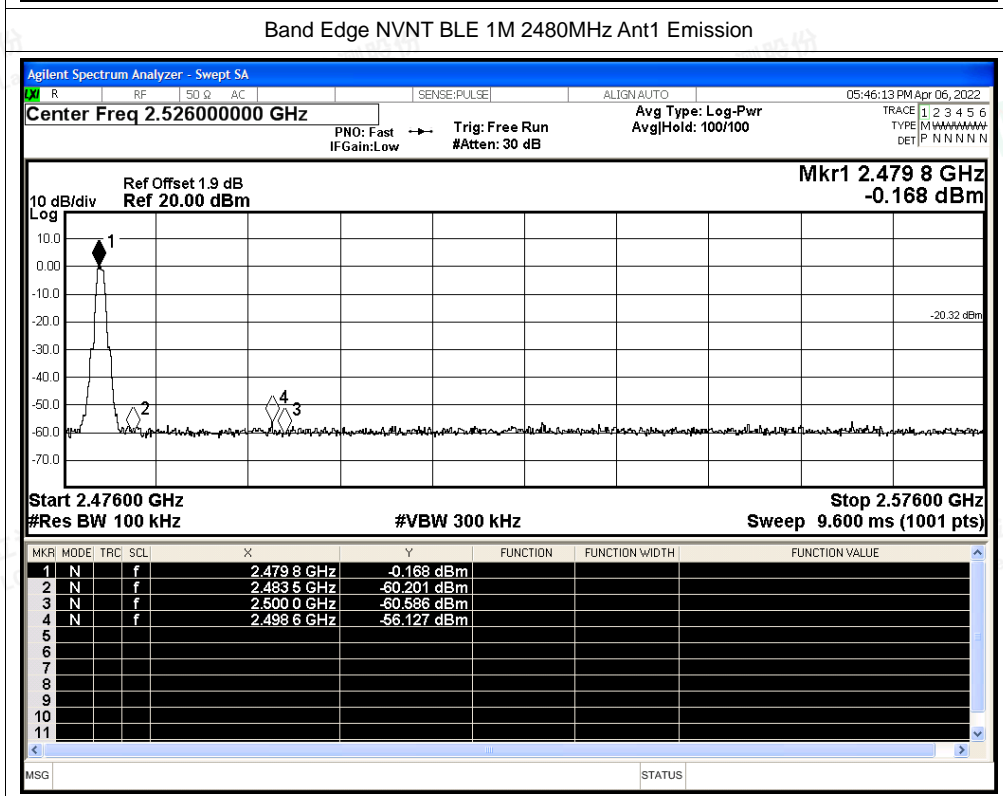 Band Edge NVNT BLE 1M 2480MHz Ant1 Emission
Agilent Spectrum Analyzer - Swept SA
LXI R RF 50 Ω AC SENSE:PULSE ALIGN AUTO 05:46:13 PM Apr 06, 2022
Center Freq 2.526000000 GHz
PNO: Fast
IFGain:Low
Trig: Free Run
#Atten: 30 dB
Avg Type: Log-Pwr
Avg|Hold: 100/100
TRACE 1 2 3 4 5 6
TYPE M
DET P N N N N N
Mkr1 2.479 8 GHz
-0.168 dBm
Ref Offset 1.9 dB
10 dB/div Ref 20.00 dBm
Log
10.0
0.00
-10.0
-20.0
-30.0
-40.0
-50.0
-60.0
-70.0
1
2
4
3
-20.32 dBm
Start 2.47600 GHz Stop 2.57600 GHz
#Res BW 100 kHz #VBW 300 kHz Sweep 9.600 ms (1001 pts)
MKR MODE TRC SCL X Y FUNCTION FUNCTION WIDTH FUNCTION VALUE
1 N f 2.479 8 GHz -0.168 dBm
2 N f 2.483 5 GHz -60.201 dBm
3 N f 2.500 0 GHz -60.586 dBm
4 N f 2.498 6 GHz -56.127 dBm
5
6
7
8
9
10
11
MSG STATUS